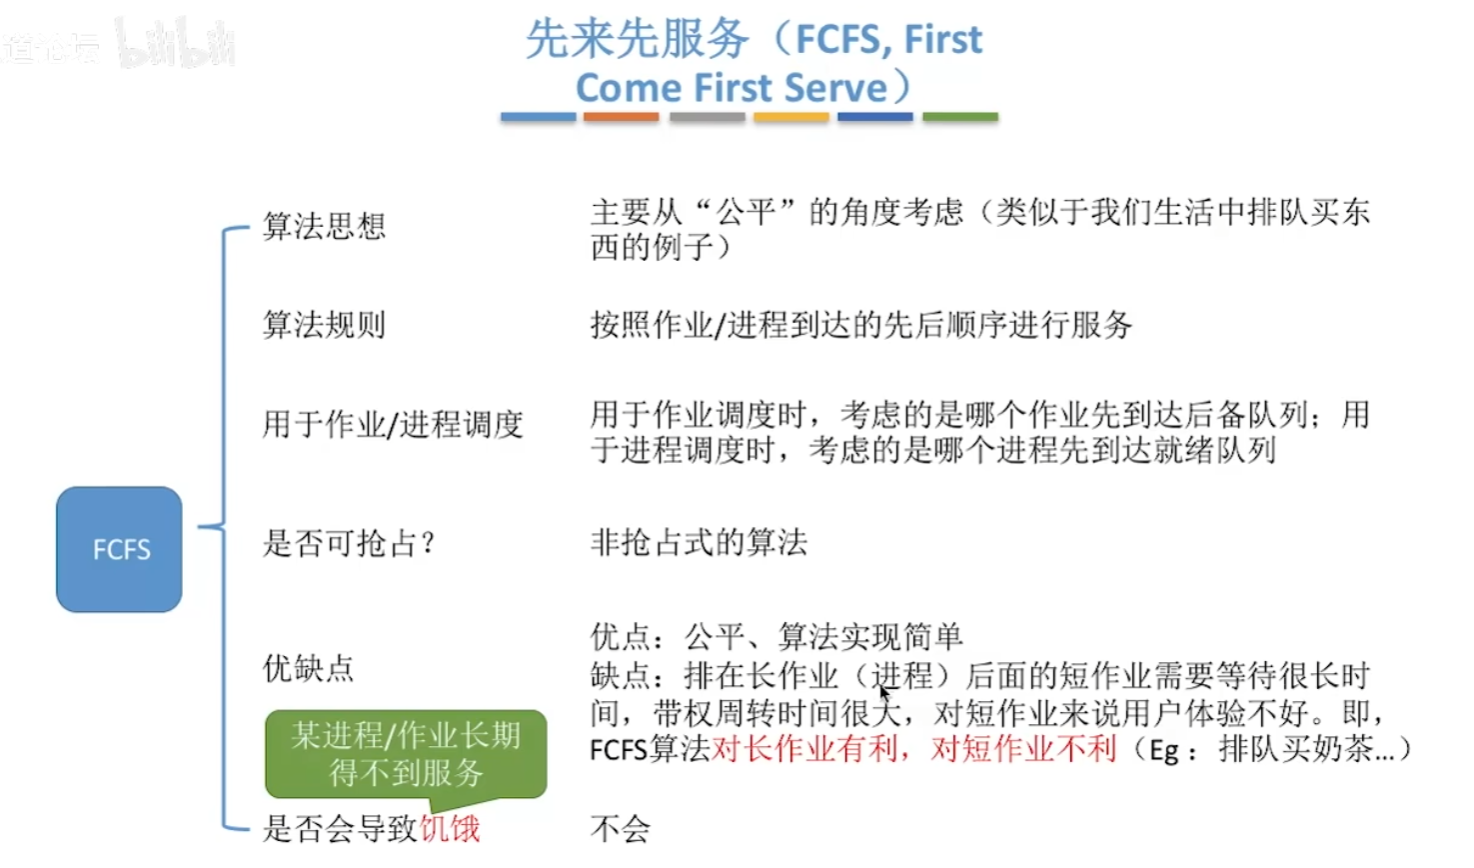 道论坛 bilibili
先来先服务（FCFS, First
Come First Serve）
算法思想
主要从“公平”的角度考虑（类似于我们生活中排队买东
西的例子）
算法规则
按照作业/进程到达的先后顺序进行服务
用于作业/进程调度
用于作业调度时，考虑的是哪个作业先到达后备队列；用
于进程调度时，考虑的是哪个进程先到达就绪队列
FCFS
是否可抢占？
非抢占式的算法
优缺点
优点：公平、算法实现简单
缺点：排在长作业（进程）后面的短作业需要等待很长时
间，带权周转时间很大，对短作业来说用户体验不好。即，
FCFS算法对长作业有利，对短作业不利（Eg：排队买奶茶…）
某进程/作业长期
得不到服务
是否会导致饥饿
不会